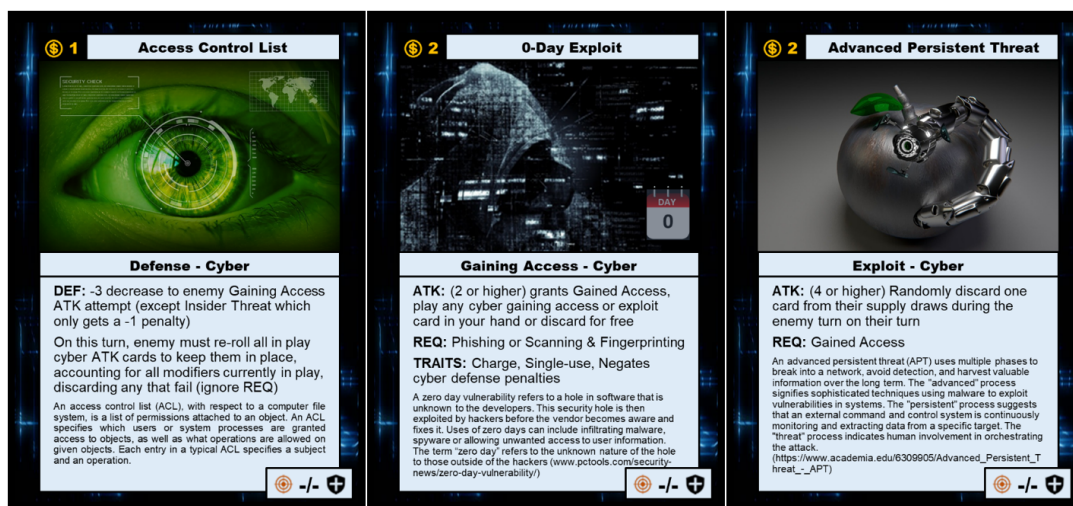 $ 1 Access Control List
SECURITY CHECK
Defense - Cyber
DEF: -3 decrease to enemy Gaining Access
ATK attempt (except Insider Threat which
only gets a -1 penalty)
On this turn, enemy must re-roll all in play
cyber ATK cards to keep them in place,
accounting for all modifiers currently in play,
discarding any that fail (ignore REQ)
An access control list (ACL), with respect to a computer file
system, is a list of permissions attached to an object. An ACL
specifies which users or system processes are granted
access to objects, as well as what operations are allowed on
given objects. Each entry in a typical ACL specifies a subject
and an operation.
-/-
$ 2 0-Day Exploit
DAY
0
Gaining Access - Cyber
ATK: (2 or higher) grants Gained Access,
play any cyber gaining access or exploit
card in your hand or discard for free
REQ: Phishing or Scanning & Fingerprinting
TRAITS: Charge, Single-use, Negates
cyber defense penalties
A zero day vulnerability refers to a hole in software that is
unknown to the developers. This security hole is then
exploited by hackers before the vendor becomes aware and
fixes it. Uses of zero days can include infiltrating malware,
spyware or allowing unwanted access to user information.
The term “zero day” refers to the unknown nature of the hole
to those outside of the hackers (www.pctools.com/security-
news/zero-day-vulnerability/)
-/-
$ 2 Advanced Persistent Threat
Exploit - Cyber
ATK: (4 or higher) Randomly discard one
card from their supply draws during the
enemy turn on their turn
REQ: Gained Access
An advanced persistent threat (APT) uses multiple phases to
break into a network, avoid detection, and harvest valuable
information over the long term. The "advanced" process
signifies sophisticated techniques using malware to exploit
vulnerabilities in systems. The "persistent" process suggests
that an external command and control system is continuously
monitoring and extracting data from a specific target. The
"threat" process indicates human involvement in orchestrating
the attack.
(https://www.academia.edu/6309905/Advanced_Persistent_T
hreat_-_APT)
-/-